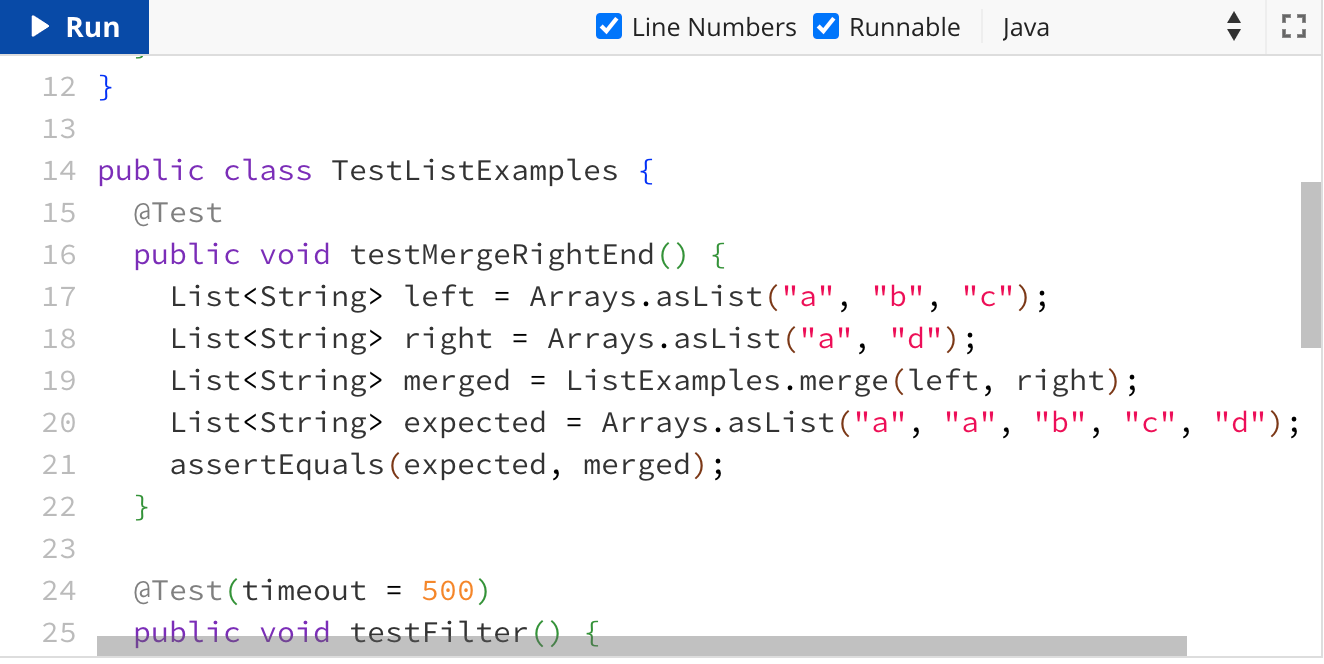 Run Line Numbers Runnable Java
12 }
13
14 public class TestListExamples {
15 @Test
16 public void testMergeRightEnd() {
17 List<String> left = Arrays.asList("a", "b", "c");
18 List<String> right = Arrays.asList("a", "d");
19 List<String> merged = ListExamples.merge(left, right);
20 List<String> expected = Arrays.asList("a", "a", "b", "c", "d");
21 assertEquals(expected, merged);
22 }
23
24 @Test(timeout = 500)
25 public void testFilter() {